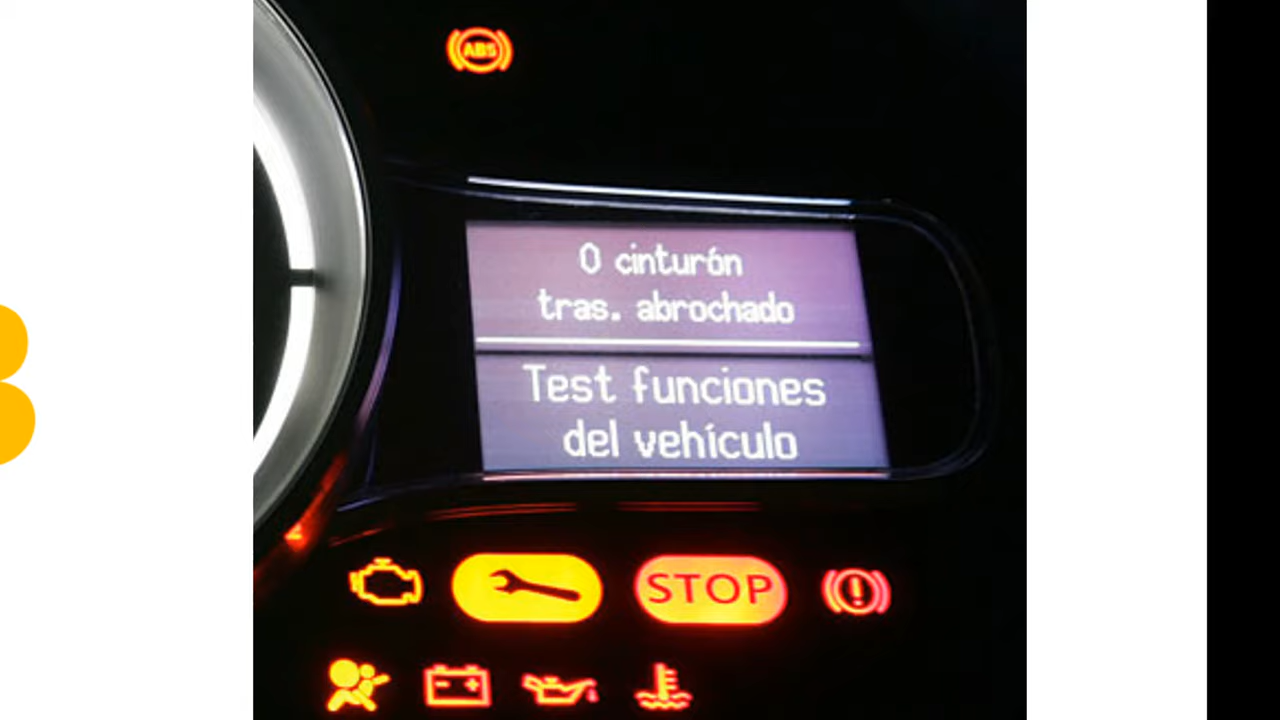 ABS
0 cinturón
tras. abrochado
Test funciones
del vehículo
STOP